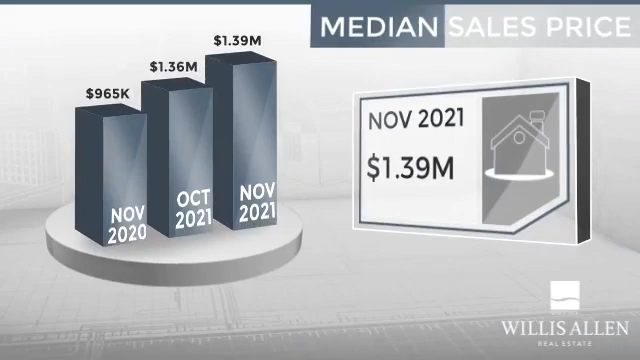 MEDIAN SALES PRICE
$965K
$1.36M
$1.39M
NOV
2020
OCT
2021
NOV
2021
NOV 2021
$1.39M
WILLIS ALLEN
REAL ESTATE